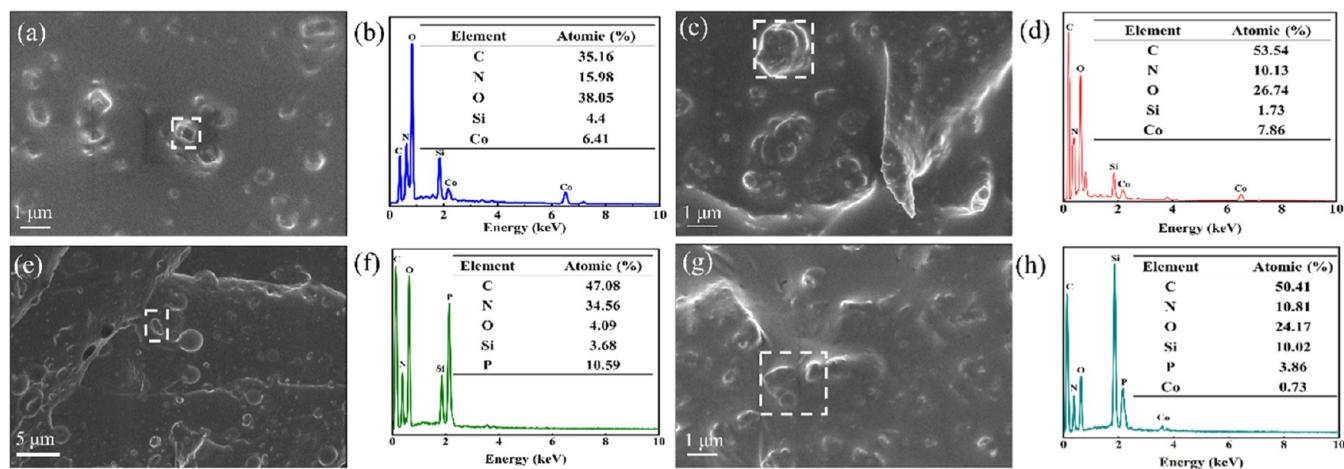 (a)
1 μm
(b)
Element Atomic (%)
C 35.16
N 15.98
O 38.05
Si 4.4
Co 6.41
C
N
O
Si
Co
Co
0 2 4 6 8 10
Energy (keV)
(c)
1 μm
(d)
Element Atomic (%)
C 53.54
N 10.13
O 26.74
Si 1.73
Co 7.86
C
N
O
Si
Co
Co
0 2 4 6 8 10
Energy (keV)
(e)
5 μm
(f)
Element Atomic (%)
C 47.08
N 34.56
O 4.09
Si 3.68
P 10.59
C
N
O
Si
P
0 2 4 6 8 10
Energy (keV)
(g)
1 μm
(h)
Element Atomic (%)
C 50.41
N 10.81
O 24.17
Si 10.02
P 3.86
Co 0.73
C
N
O
Si
P
Co
0 2 4 6 8 10
Energy (keV)